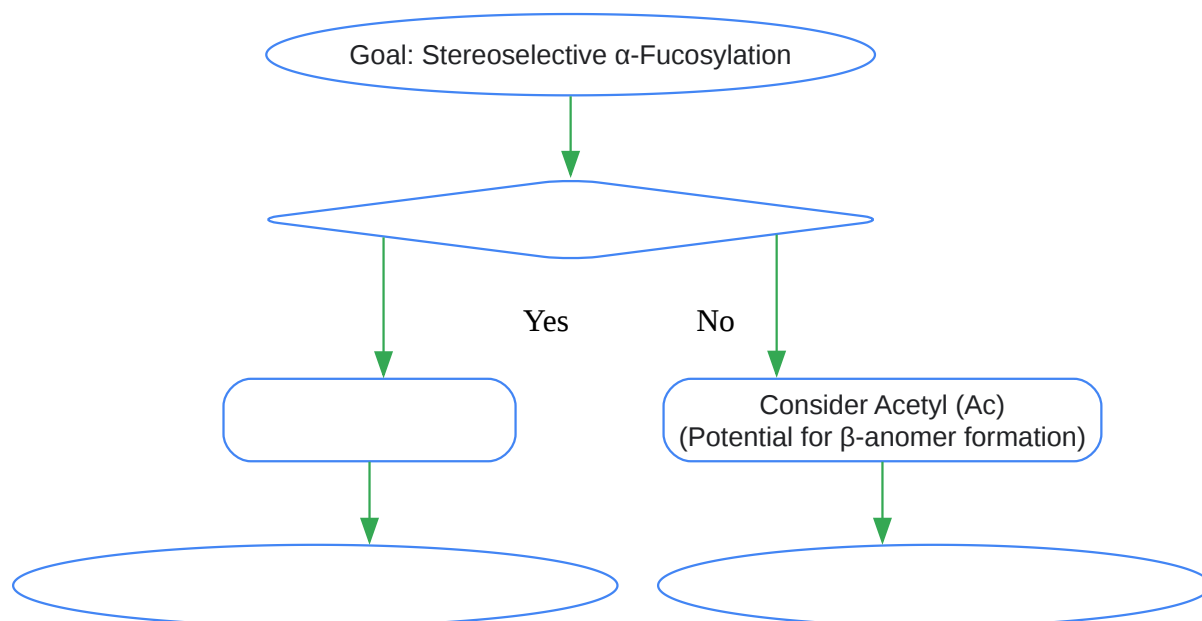 Goal: Stereoselective α-Fucosylation
Yes
No
Consider Acetyl (Ac)
(Potential for β-anomer formation)